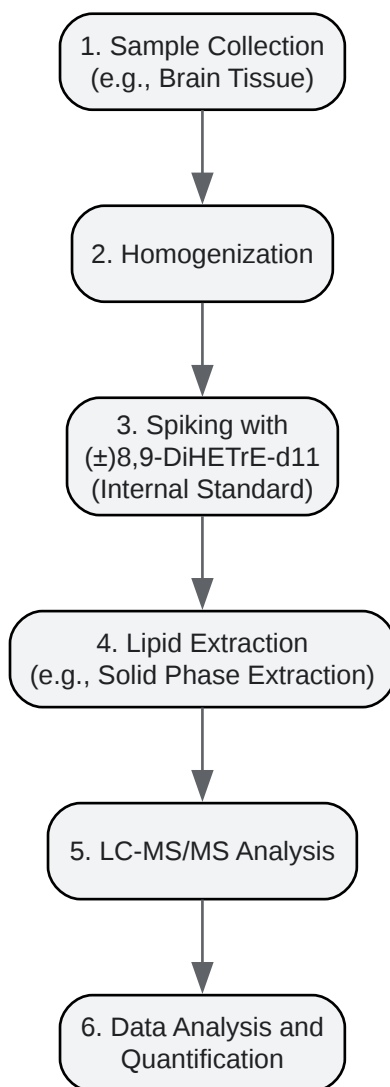 1. Sample Collection
(e.g., Brain Tissue)
2. Homogenization
3. Spiking with
(±)8,9-DiHETrE-d11
(Internal Standard)
4. Lipid Extraction
(e.g., Solid Phase Extraction)
5. LC-MS/MS Analysis
6. Data Analysis and
Quantification